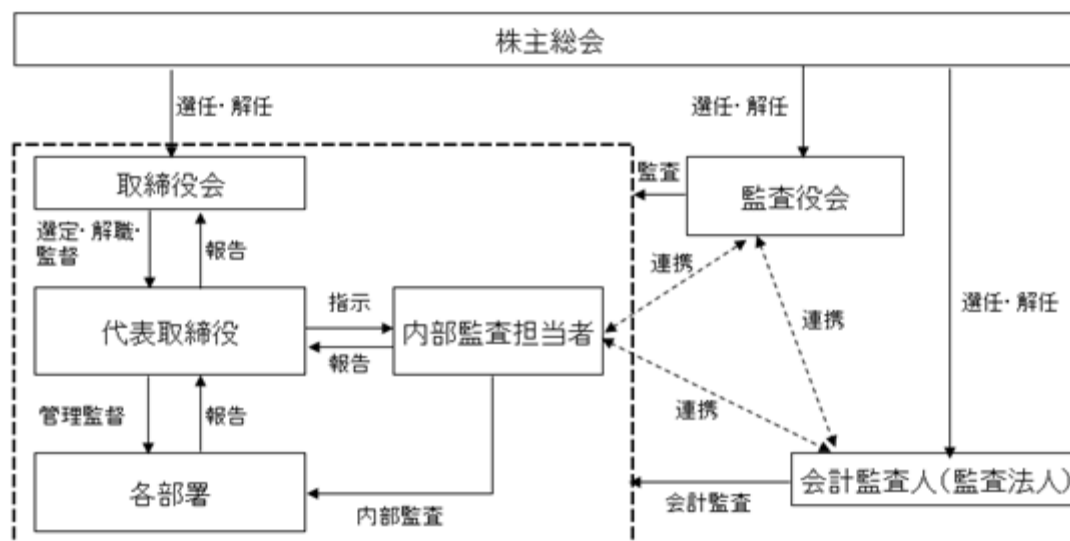 株主総会
選任・解任
選任・解任
取締役会
監査
監査役会
選定・解職・
監督
報告
連携
代表取締役
指示
報告
内部監査担当者
連携
選任・解任
管理監督
報告
連携
各部署
内部監査
会計監査
会計監査人(監査法人)